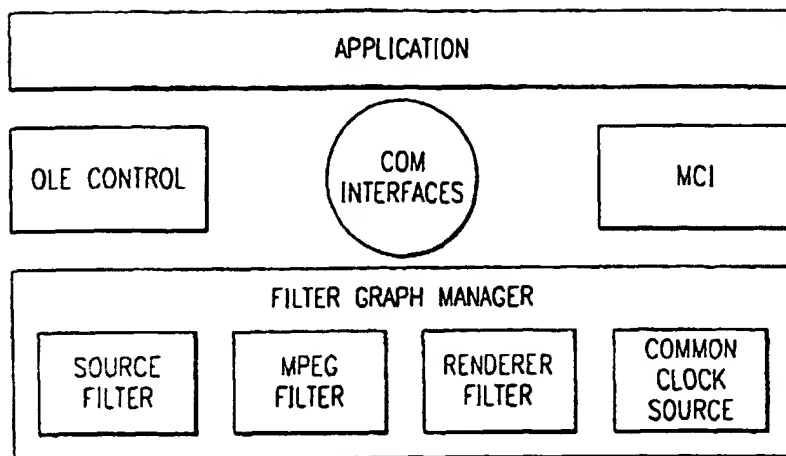 APPLICATION
OLE CONTROL
COM
INTERFACES
MCI
FILTER GRAPH MANAGER
SOURCE
FILTER
MPEG
FILTER
RENDERER
FILTER
COMMON
CLOCK
SOURCE